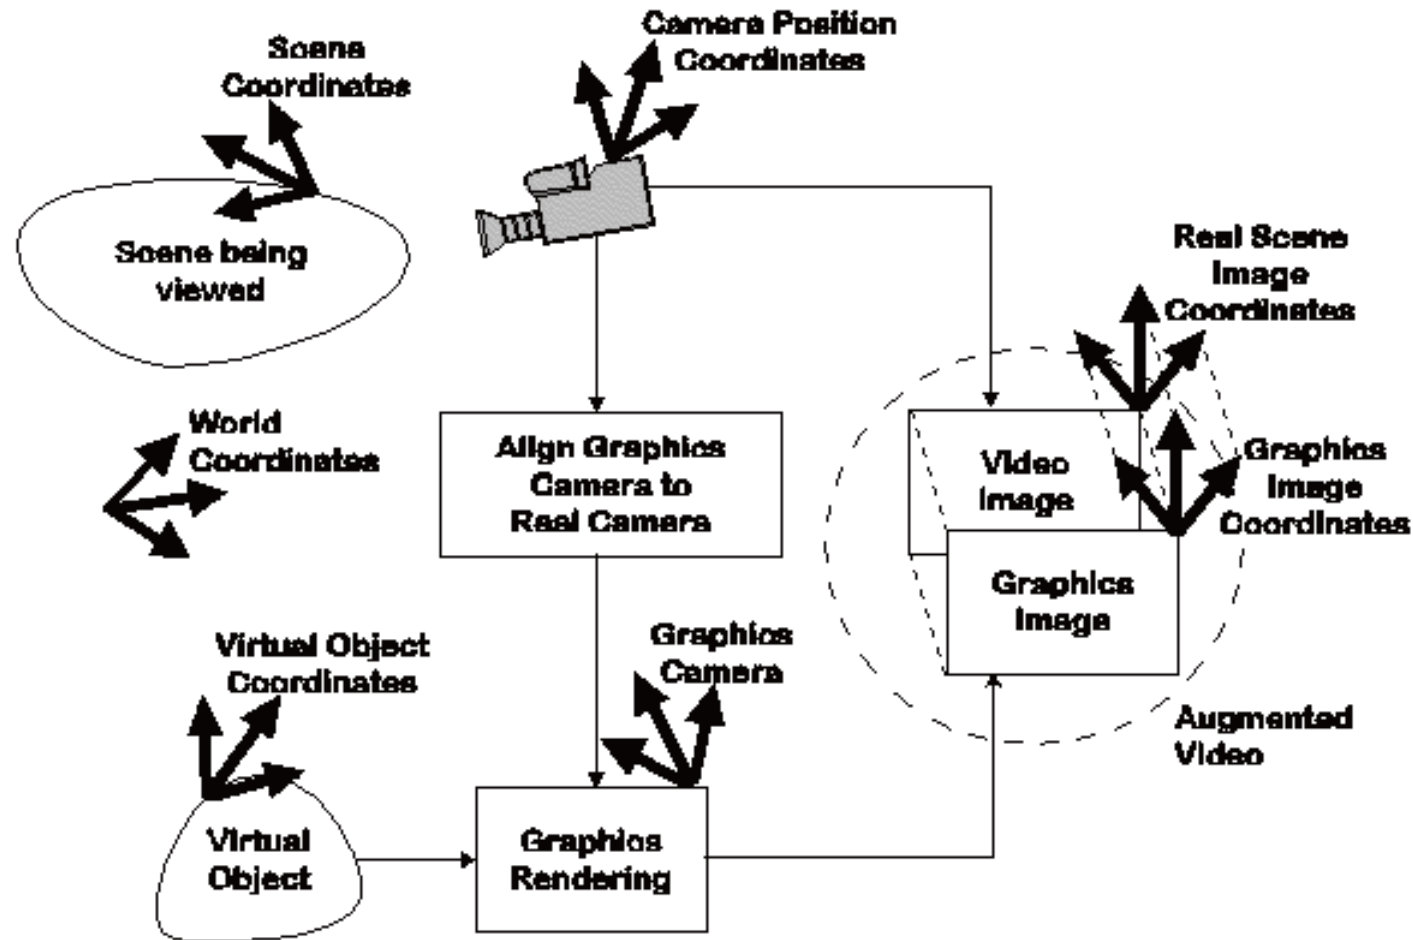 Camera Position
Coordinates
Scene
Coordinates
Scene being
viewed
Real Scene
Image
Coordinates
World
Coordinates
Align Graphics
Camera to
Real Camera
Video
Image
Graphics
Image
Coordinates
Graphics
Image
Virtual Object
Coordinates
Graphics
Camera
Augmented
Video
Virtual
Object
Graphics
Rendering